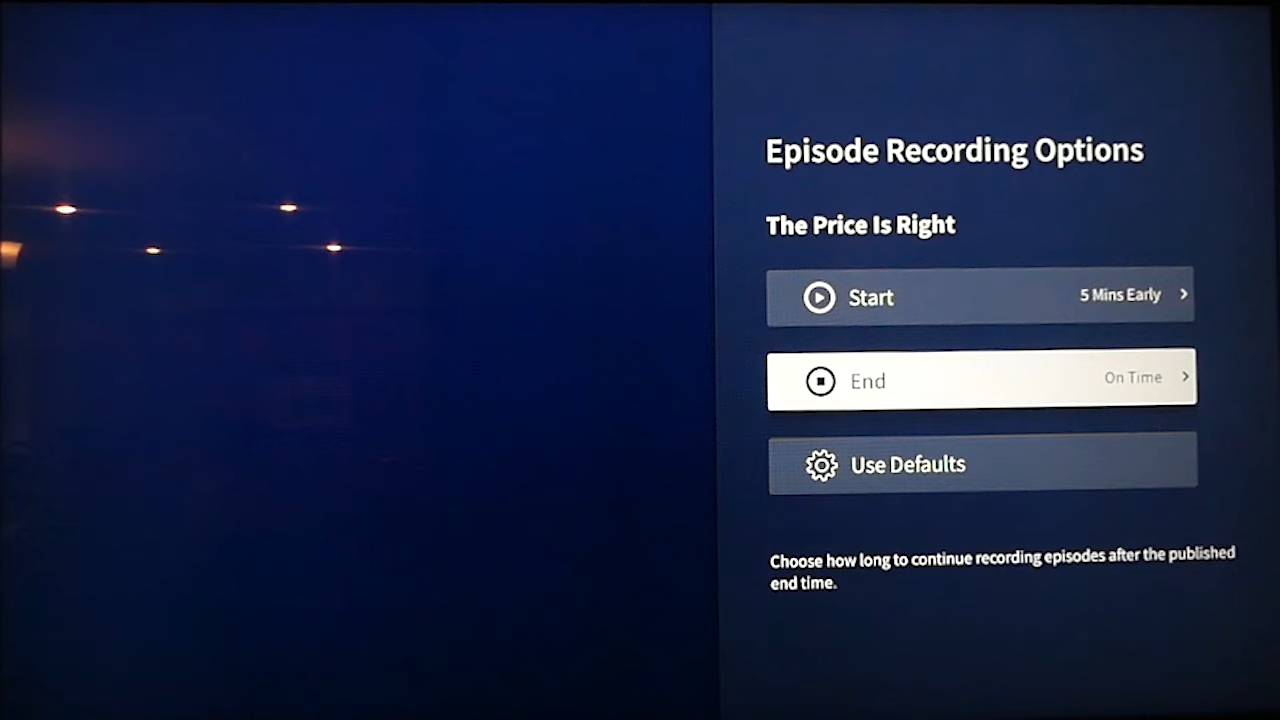 Episode Recording Options
The Price Is Right
Start 5 Mins Early
End On Time
Use Defaults
Choose how long to continue recording episodes after the published
end time.